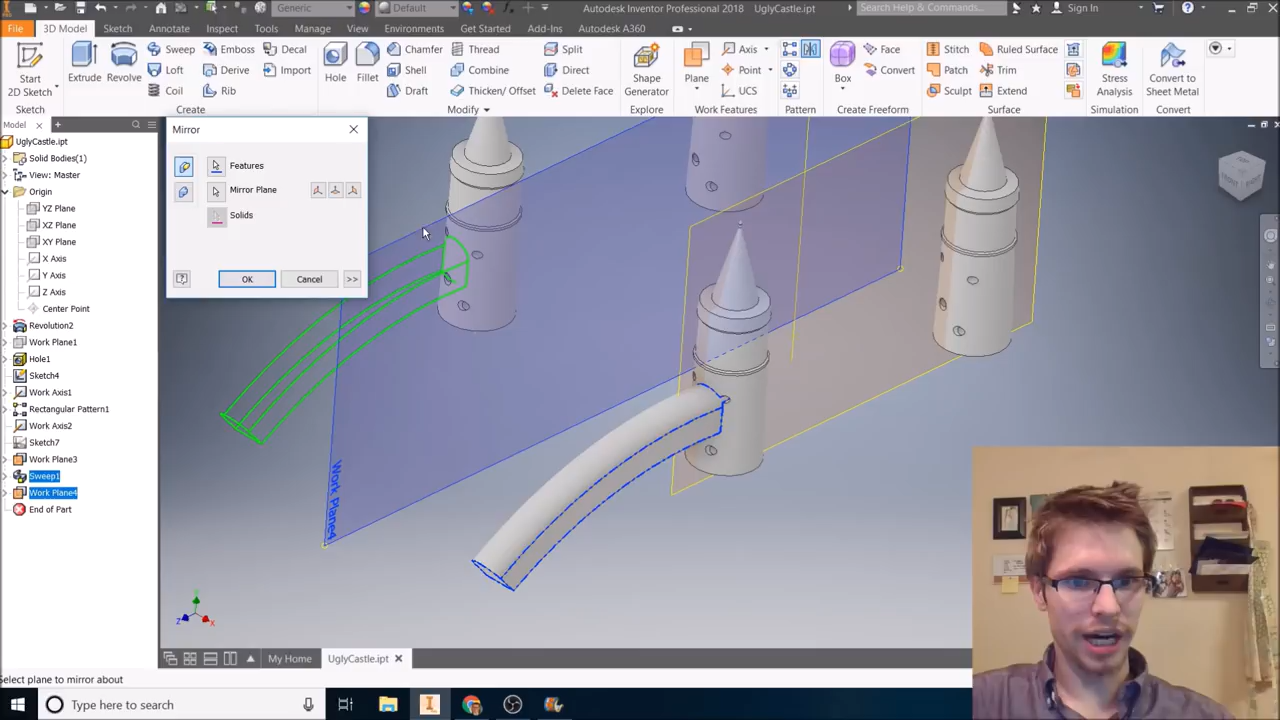 Generic
Default
Autodesk Inventor Professional 2018 UglyCastle.ipt
Search Help & Commands...
Sign In
File
3D Model
Sketch
Annotate
Inspect
Tools
Manage
View
Environments
Get Started
Add-Ins
Autodesk A360
Start
2D Sketch
Extrude
Revolve
Sweep
Loft
Coil
Emboss
Derive
Rib
Decal
Import
Hole
Fillet
Chamfer
Shell
Draft
Thread
Combine
Thicken/ Offset
Split
Direct
Delete Face
Shape
Generator
Plane
Axis
Point
UCS
Box
Face
Convert
Stitch
Patch
Sculpt
Ruled Surface
Trim
Extend
Stress
Analysis
Convert to
Sheet Metal
Sketch
Create
Modify
Explore
Work Features
Pattern
Create Freeform
Surface
Simulation
Convert
Model
UglyCastle.ipt
Solid Bodies(1)
View: Master
Origin
YZ Plane
XZ Plane
XY Plane
X Axis
Y Axis
Z Axis
Center Point
Revolution2
Work Plane1
Hole1
Sketch4
Work Axis1
Rectangular Pattern1
Work Axis2
Sketch7
Work Plane3
Sweep1
Work Plane4
End of Part
Mirror
Features
Mirror Plane
Solids
OK
Cancel
>>
Work Plane4
Z
X
My Home
UglyCastle.ipt
Select plane to mirror about
Type here to search